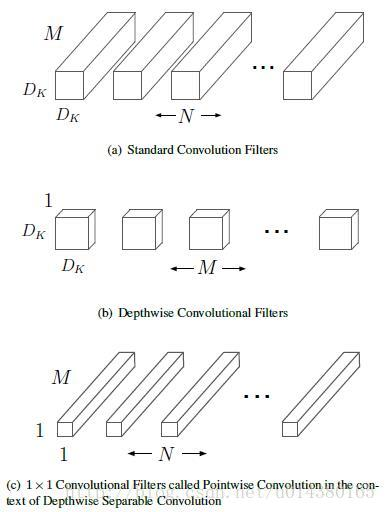 M
D_K
D_K
...
N
(a) Standard Convolution Filters
1
D_K
D_K
...
M
(b) Depthwise Convolutional Filters
M
1
1
...
N
(c) 1 × 1 Convolutional Filters called Pointwise Convolution in the con-
text of Depthwise Separable Convolution